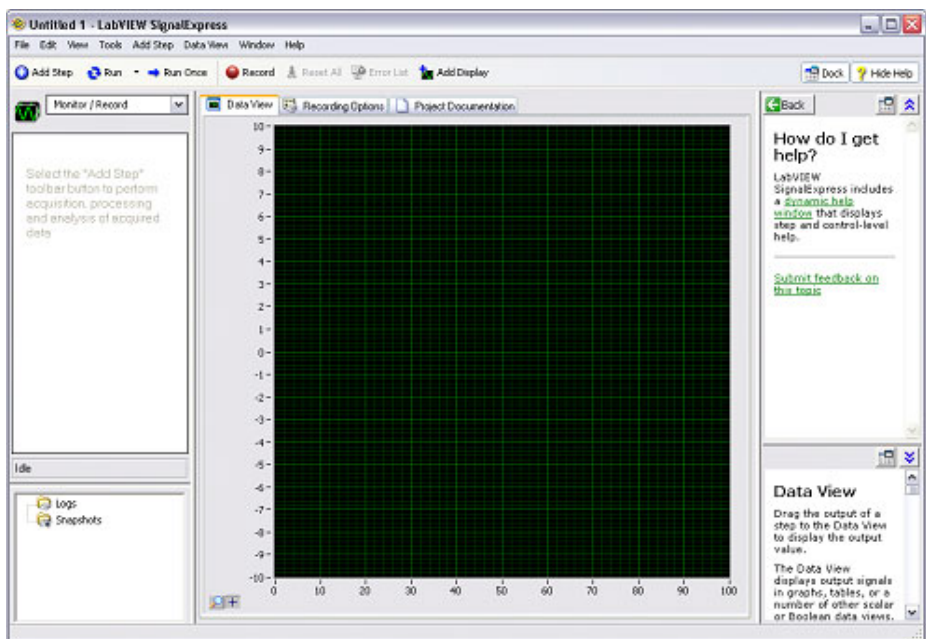 Untitled 1 - LabVIEW SignalExpress
File Edit View Tools Add Step Data View Window Help
Add Step Run Run Once Record Reset All Error List Add Display Dock Hide Help
Monitor / Record
Data View Recording Options Project Documentation
Back
Select the "Add Step"
toolbar button to perform
acquisition, processing
and analysis of acquired
data
Idle
Logs
Snapshots
10
9
8
7
6
5
4
3
2
1
0
-1
-2
-3
-4
-5
-6
-7
-8
-9
-10
0 10 20 30 40 50 60 70 80 90 100
How do I get
help?
LabVIEW
SignalExpress includes
a dynamic help
window that displays
step and control-level
help.
Submit feedback on
this topic
Data View
Drag the output of a
step to the Data View
to display the output
value.
The Data View
displays output signals
in graphs, tables, or a
number of other scalar
or Boolean data views.